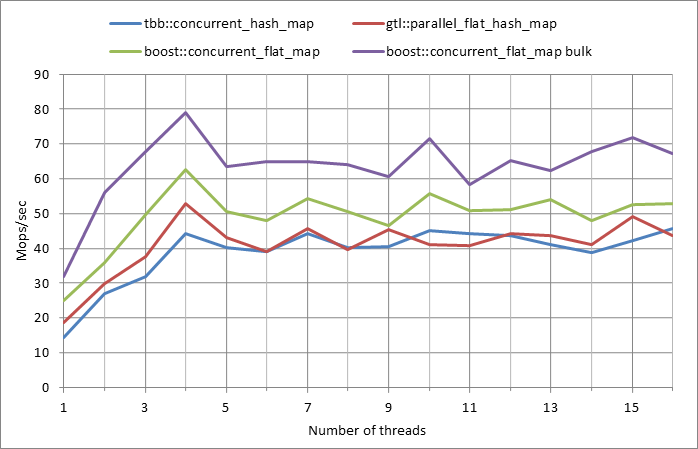 tbb::concurrent_hash_map gtl::parallel_flat_hash_map
boost::concurrent_flat_map boost::concurrent_flat_map bulk
90
80
70
60
50
40
30
20
10
0
Mops/sec
1 3 5 7 9 11 13 15
Number of threads